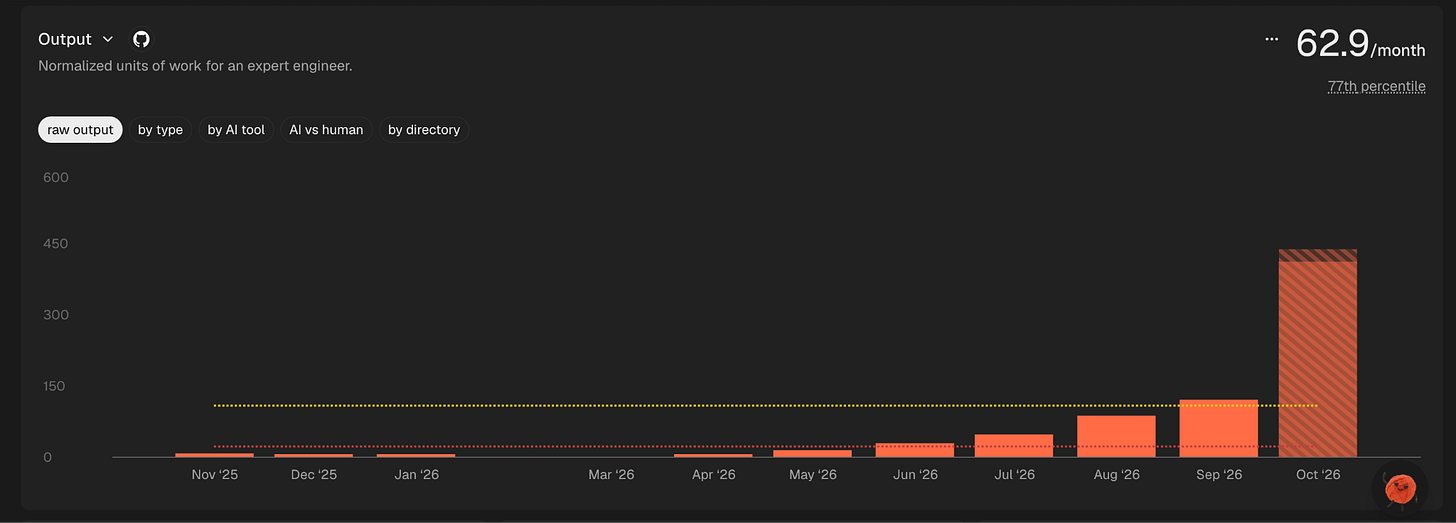 Output
Normalized units of work for an expert engineer.
... 62.9/month
77th percentile
raw output by type by AI tool AI vs human by directory
600
450
300
150
0
Nov ‘25 Dec ‘25 Jan ‘26 Mar ‘26 Apr ‘26 May ‘26 Jun ‘26 Jul ‘26 Aug ‘26 Sep ‘26 Oct ‘26